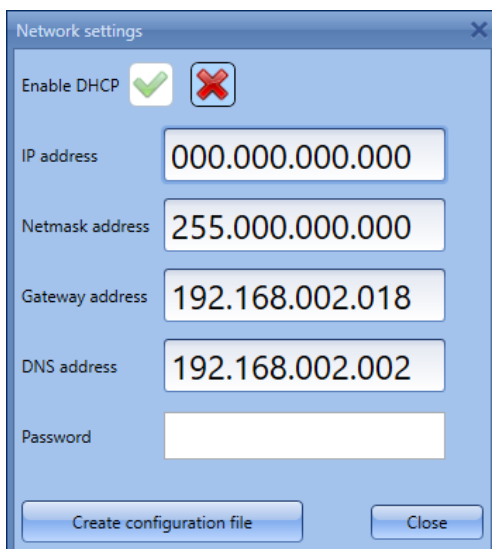 Network settings
Enable DHCP
IP address 000.000.000.000
Netmask address 255.000.000.000
Gateway address 192.168.002.018
DNS address 192.168.002.002
Password
Create configuration file Close